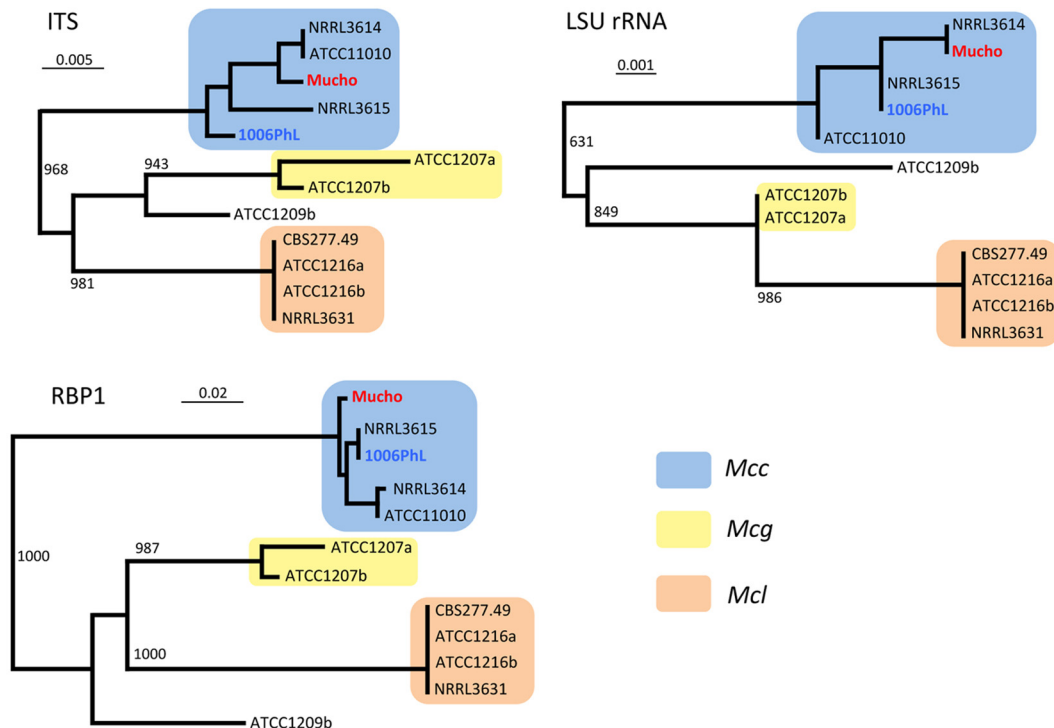 ITS
0.005
NRRL3614
ATCC11010
Mucho
NRRL3615
1006PhL
968
943
ATCC1207a
ATCC1207b
ATCC1209b
981
CBS277.49
ATCC1216a
ATCC1216b
NRRL3631
LSU rRNA
0.001
NRRL3614
Mucho
NRRL3615
1006PhL
ATCC11010
631
ATCC1209b
849
ATCC1207b
ATCC1207a
986
CBS277.49
ATCC1216a
ATCC1216b
NRRL3631
RBP1
0.02
Mucho
NRRL3615
1006PhL
NRRL3614
ATCC11010
1000
987
ATCC1207a
ATCC1207b
1000
CBS277.49
ATCC1216a
ATCC1216b
NRRL3631
ATCC1209b
Mcc
Mcg
Mcl